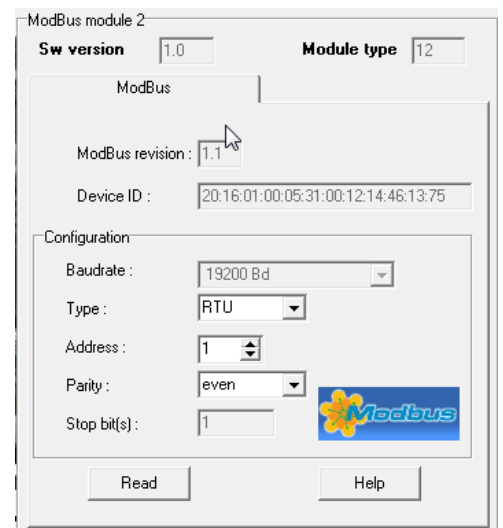 ModBus module 2
Sw version 1.0 Module type 12
ModBus
ModBus revision : 1.1
Device ID : 20:16:01:00:05:31:00:12:14:46:13:75
Configuration
Baudrate : 19200 Bd
Type : RTU
Address : 1
Parity : even
Stop bit(s) : 1
Modbus
Read Help